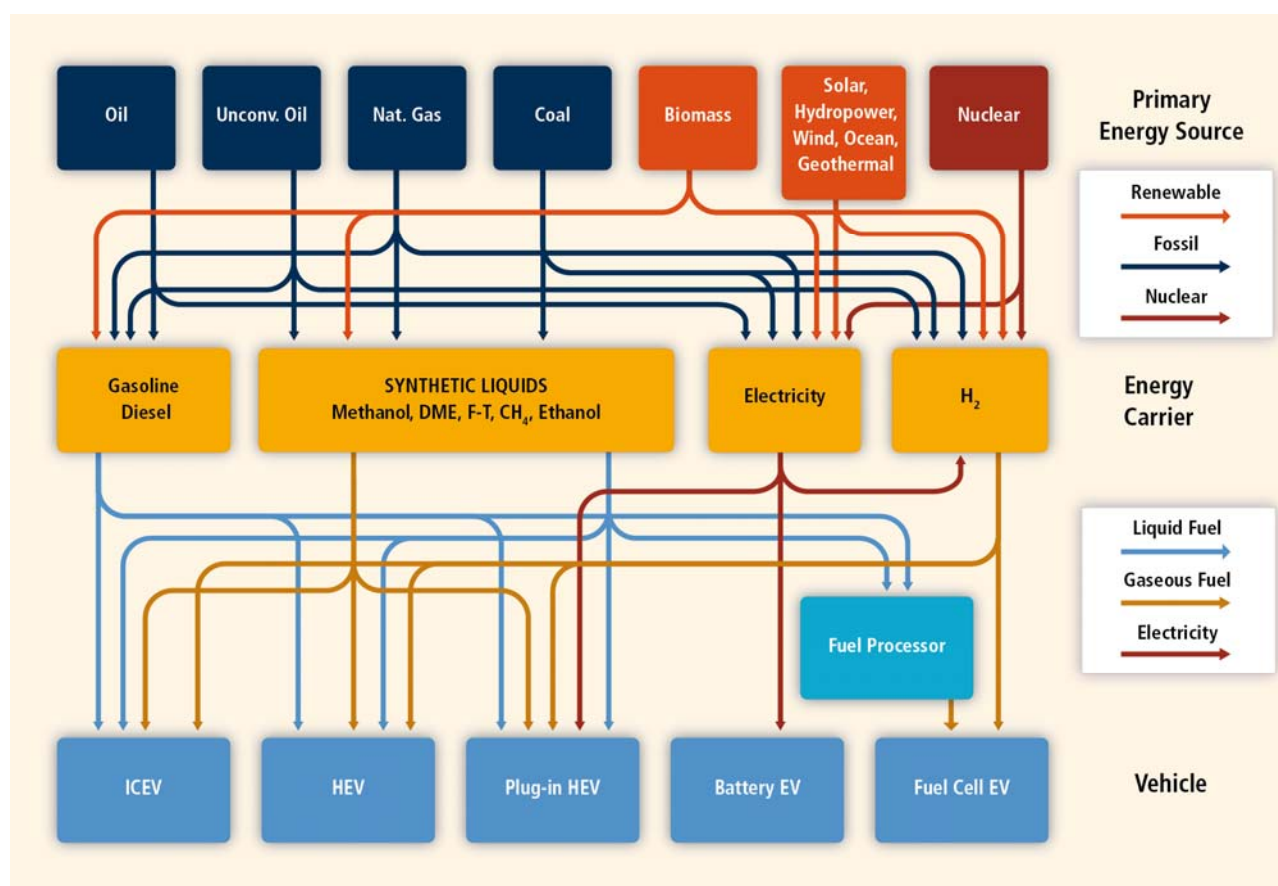 Oil
Unconv. Oil
Nat. Gas
Coal
Biomass
Solar,
Hydropower,
Wind, Ocean,
Geothermal
Nuclear
Primary
Energy Source
Renewable
Fossil
Nuclear
Gasoline
Diesel
SYNTHETIC LIQUIDS
Methanol, DME, F-T, CH₄, Ethanol
Electricity
H₂
Energy
Carrier
Liquid Fuel
Gaseous Fuel
Electricity
Fuel Processor
ICEV
HEV
Plug-in HEV
Battery EV
Fuel Cell EV
Vehicle